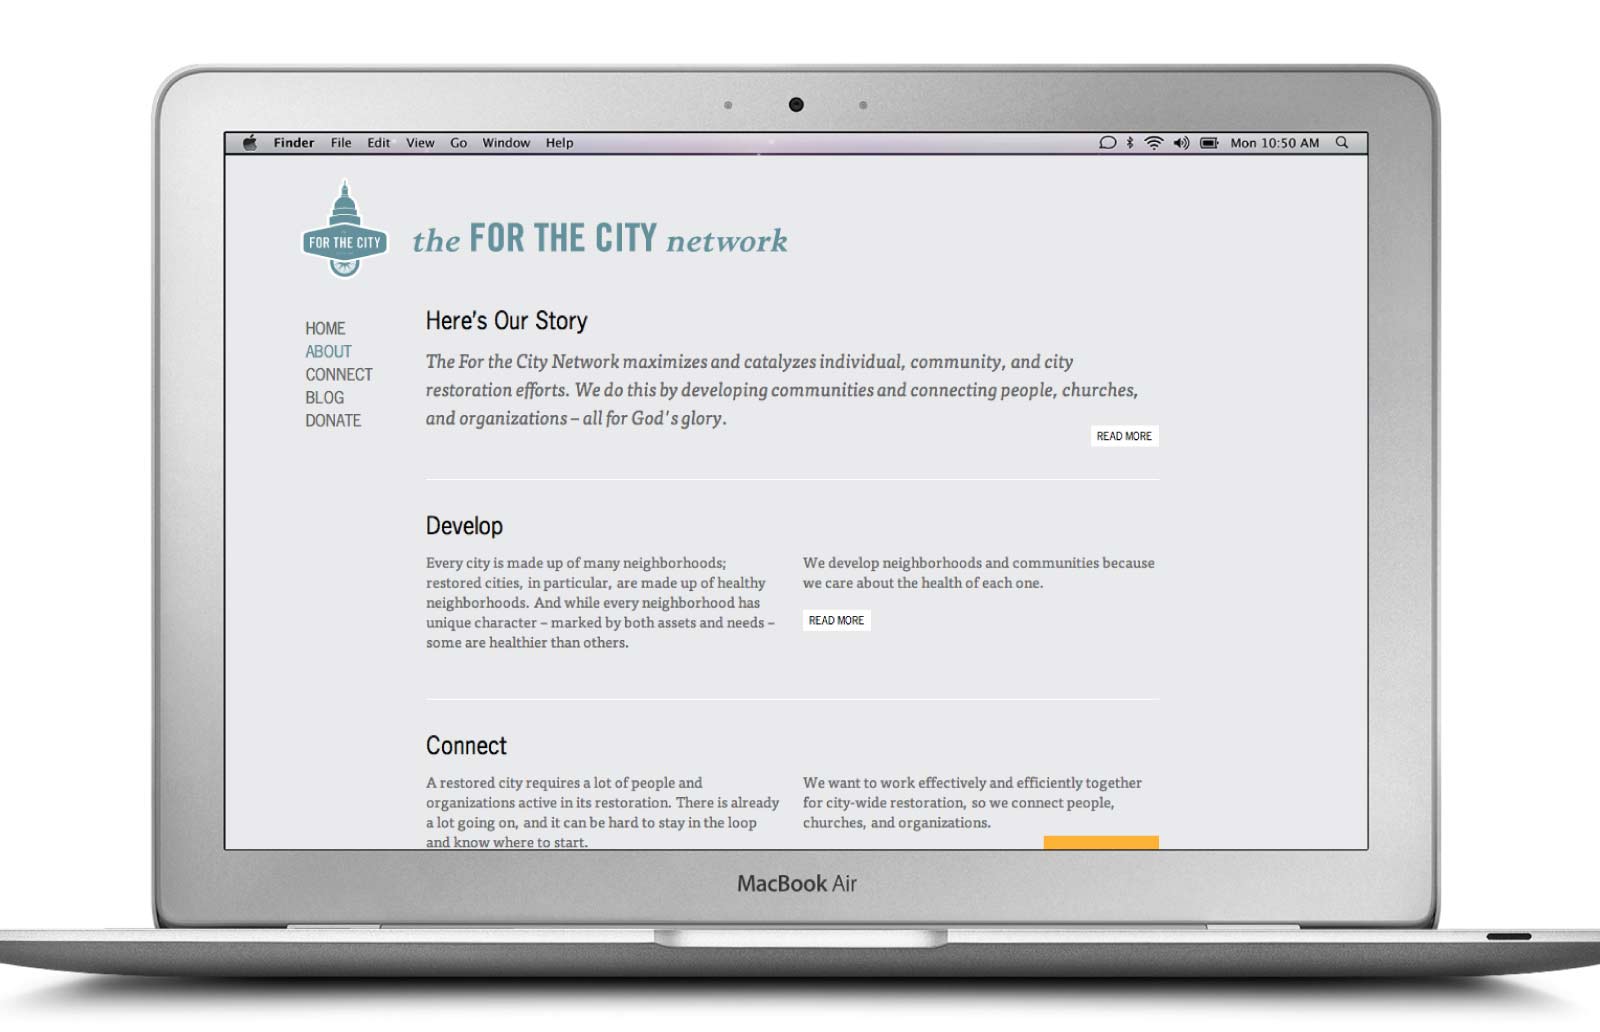 Finder File Edit View Go Window Help Mon 10:50 AM
FOR THE CITY
the FOR THE CITY network
HOME
ABOUT
CONNECT
BLOG
DONATE
Here's Our Story
The For the City Network maximizes and catalyzes individual, community, and city
restoration efforts. We do this by developing communities and connecting people, churches,
and organizations – all for God's glory.
READ MORE
Develop
Every city is made up of many neighborhoods;
restored cities, in particular, are made up of healthy
neighborhoods. And while every neighborhood has
unique character – marked by both assets and needs –
some are healthier than others.
We develop neighborhoods and communities because
we care about the health of each one.
READ MORE
Connect
A restored city requires a lot of people and
organizations active in its restoration. There is already
a lot going on, and it can be hard to stay in the loop
and know where to start.
We want to work effectively and efficiently together
for city-wide restoration, so we connect people,
churches, and organizations.
MacBook Air